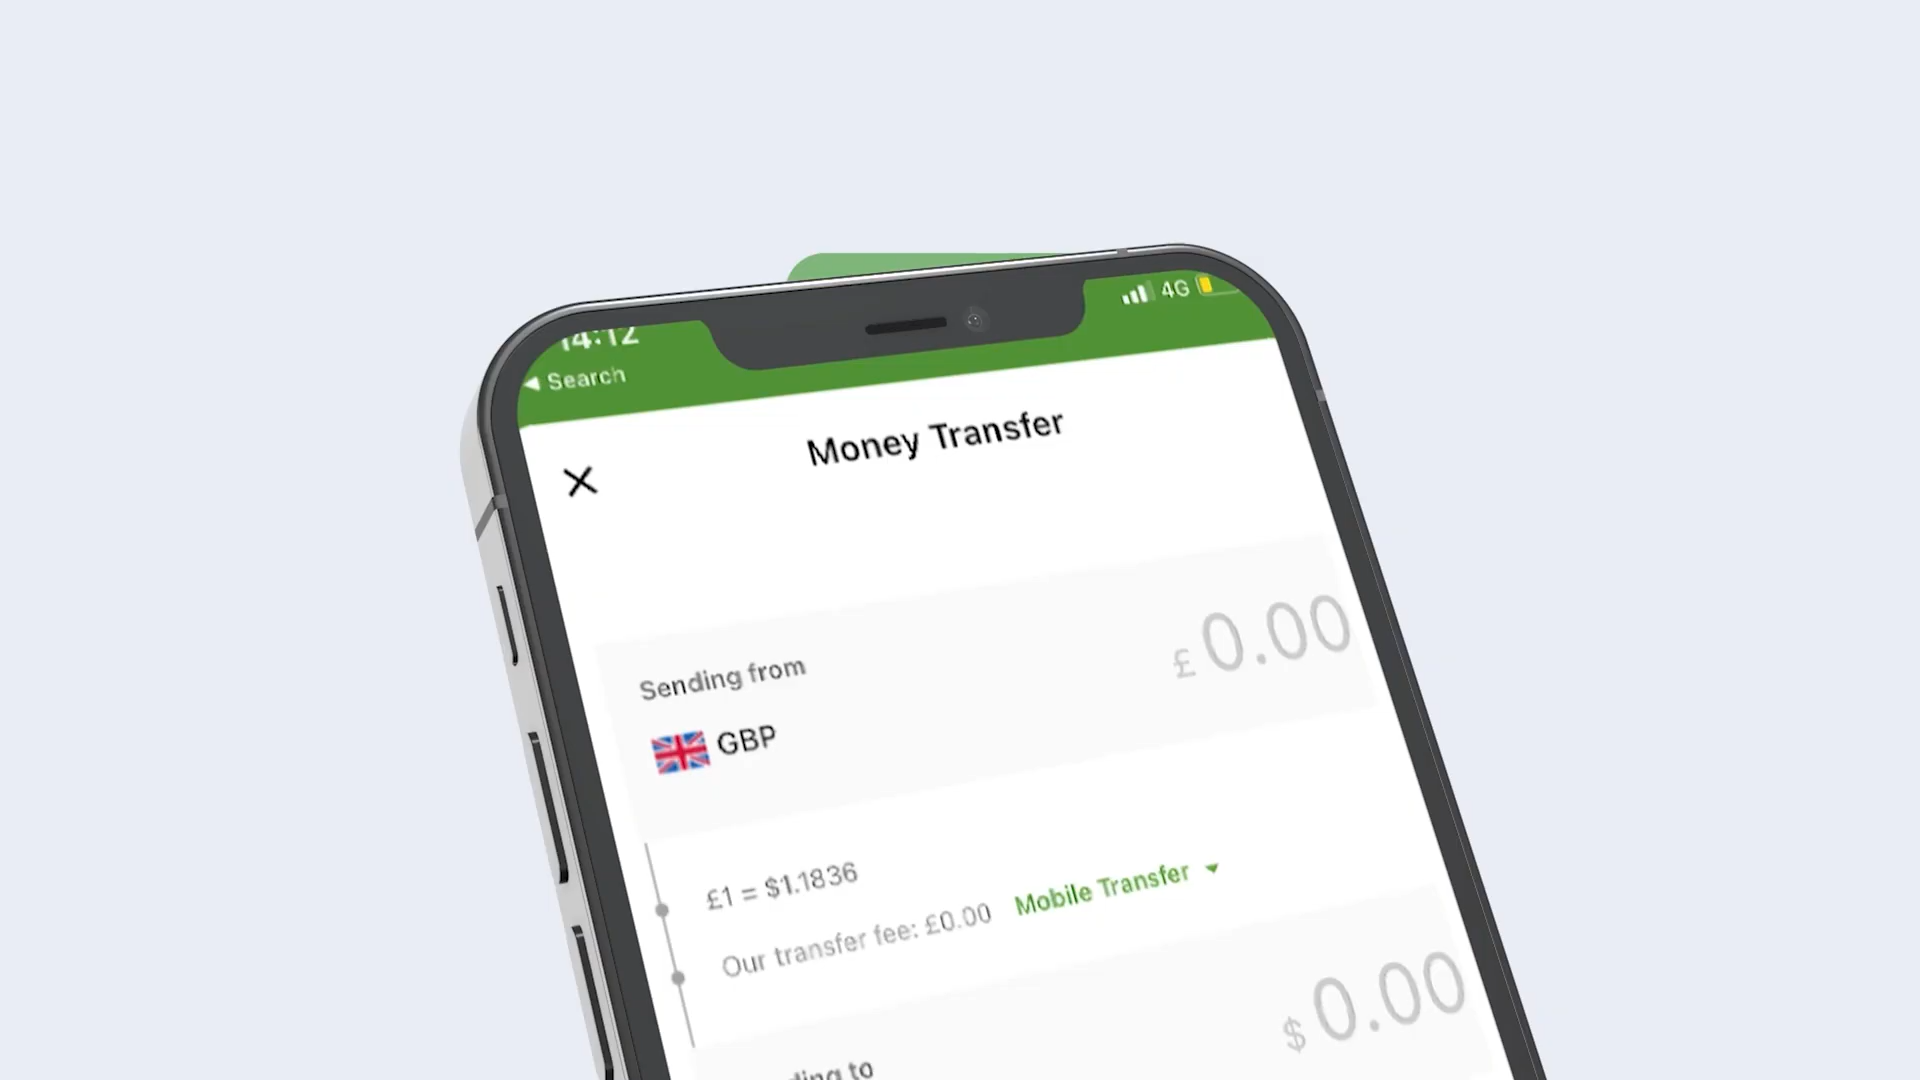 14:12
4G
Search
Money Transfer
Sending from
£0.00
GBP
£1 = $1.1836
Our transfer fee: £0.00 Mobile Transfer
$0.00
to